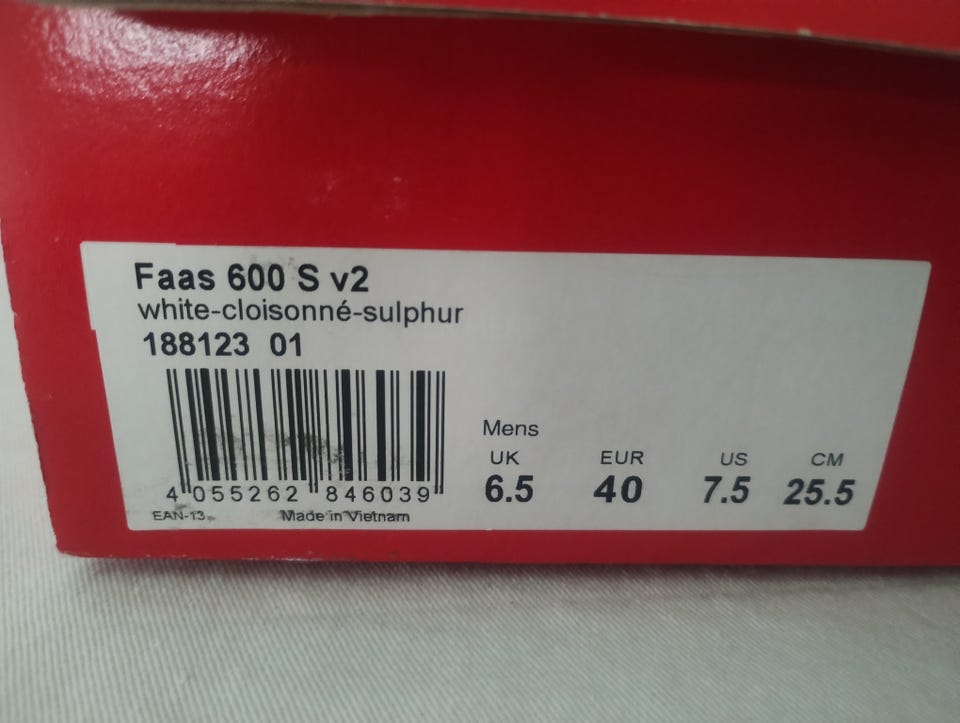 Faas 600 S v2
white-cloisonné-sulphur
188123 01
4 055262 846039
EAN-13
Made in Vietnam
Mens
UK EUR US CM
6.5 40 7.5 25.5